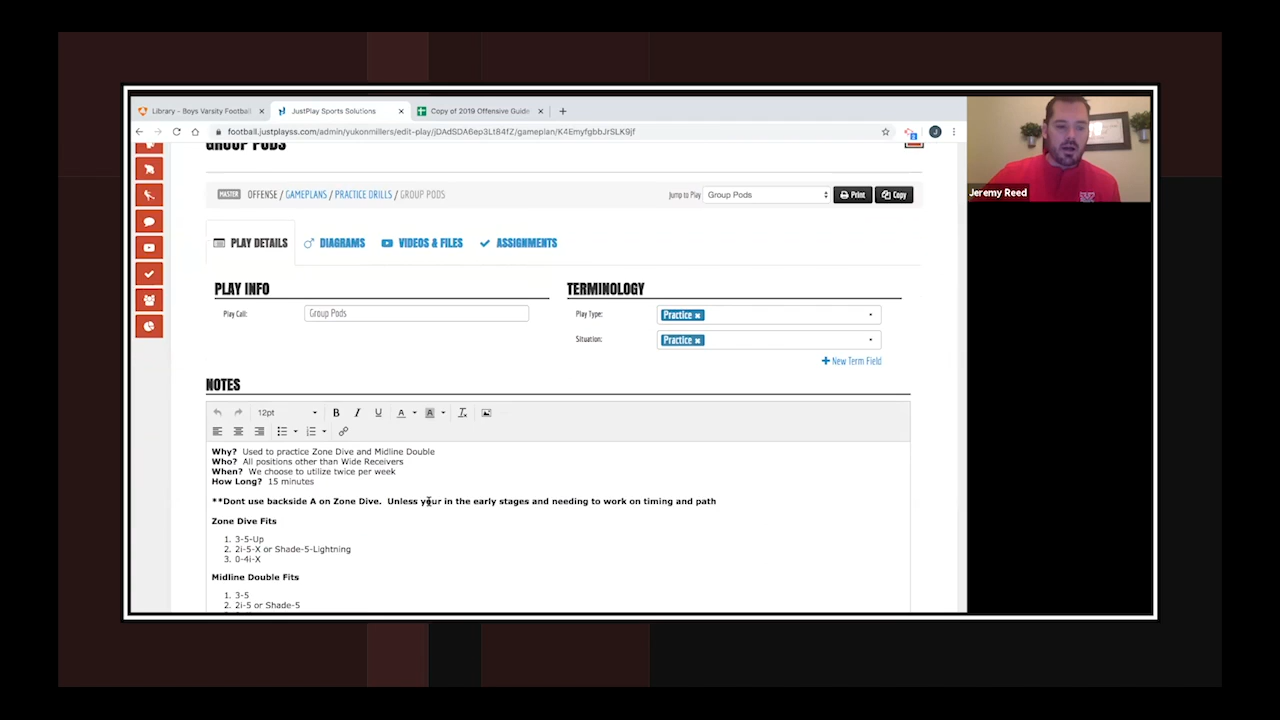 Library - Boys Varsity Football
JustPlay Sports Solutions
Copy of 2019 Offensive Guide
football.justplayss.com/admin/yukonmillers/edit-play/jDAdSDA6ep3Lt84fZ/gameplan/K4EmyfgbbJrSLK9jf
J
GROUP PODS
Jeremy Reed
MASTER OFFENSE / GAMEPLANS / PRACTICE DRILLS / GROUP PODS
Jump to Play Group Pods
Print
Copy
PLAY DETAILS
DIAGRAMS
VIDEOS & FILES
ASSIGNMENTS
PLAY INFO
TERMINOLOGY
Play Call: Group Pods
Play Type: Practice x
Situation: Practice x
+ New Term Field
NOTES
12pt B I U A A
Why? Used to practice Zone Dive and Midline Double
Who? All positions other than Wide Receivers
When? We choose to utilize twice per week
How Long? 15 minutes
**Dont use backside A on Zone Dive. Unless your in the early stages and needing to work on timing and path
Zone Dive Fits
1. 3-5-Up
2. 2i-5-X or Shade-5-Lightning
3. 0-4i-X
Midline Double Fits
1. 3-5
2. 2i-5 or Shade-5